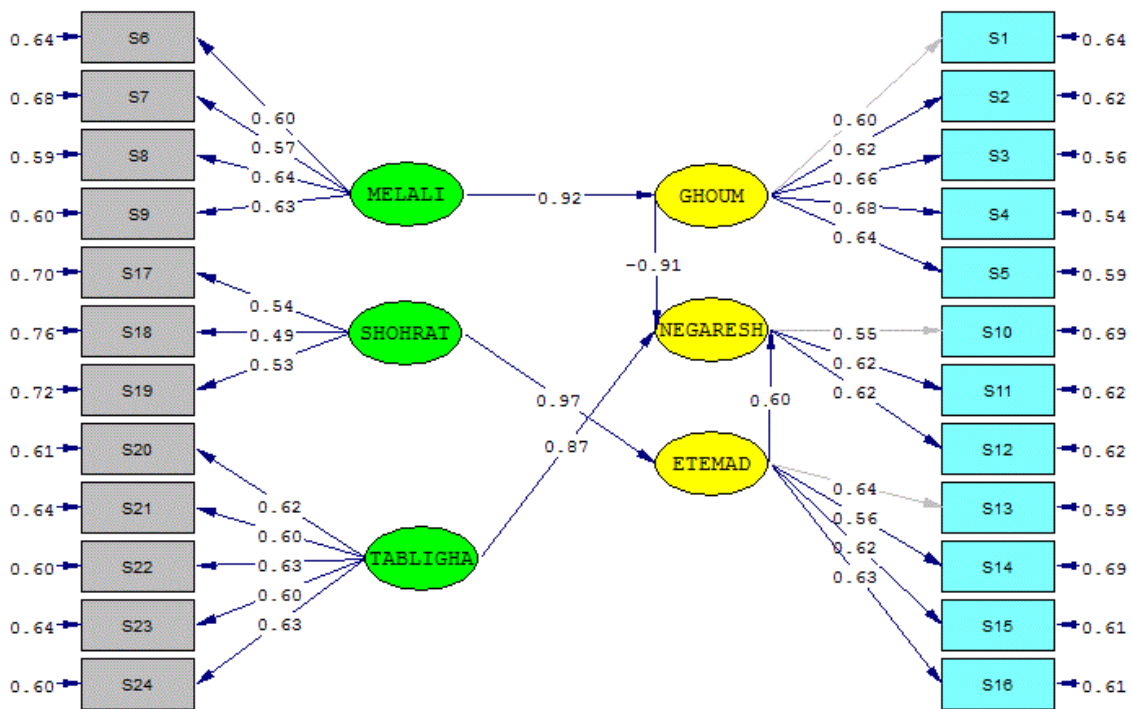 0.64 S6
0.68 S7
0.59 S8
0.60 S9
0.70 S17
0.76 S18
0.72 S19
0.61 S20
0.64 S21
0.60 S22
0.64 S23
0.60 S24
0.60
0.57
0.64
0.63
0.54
0.49
0.53
0.62
0.60
0.63
0.60
0.63
MELALI
SHOHRAT
TABLIGHA
0.92
0.97
0.87
GHOUM
-0.91
NEGARESH
0.60
ETEMAD
0.60
0.62
0.66
0.68
0.64
0.55
0.62
0.62
0.64
0.56
0.62
0.63
S1 0.64
S2 0.62
S3 0.56
S4 0.54
S5 0.59
S10 0.69
S11 0.62
S12 0.62
S13 0.59
S14 0.69
S15 0.61
S16 0.61